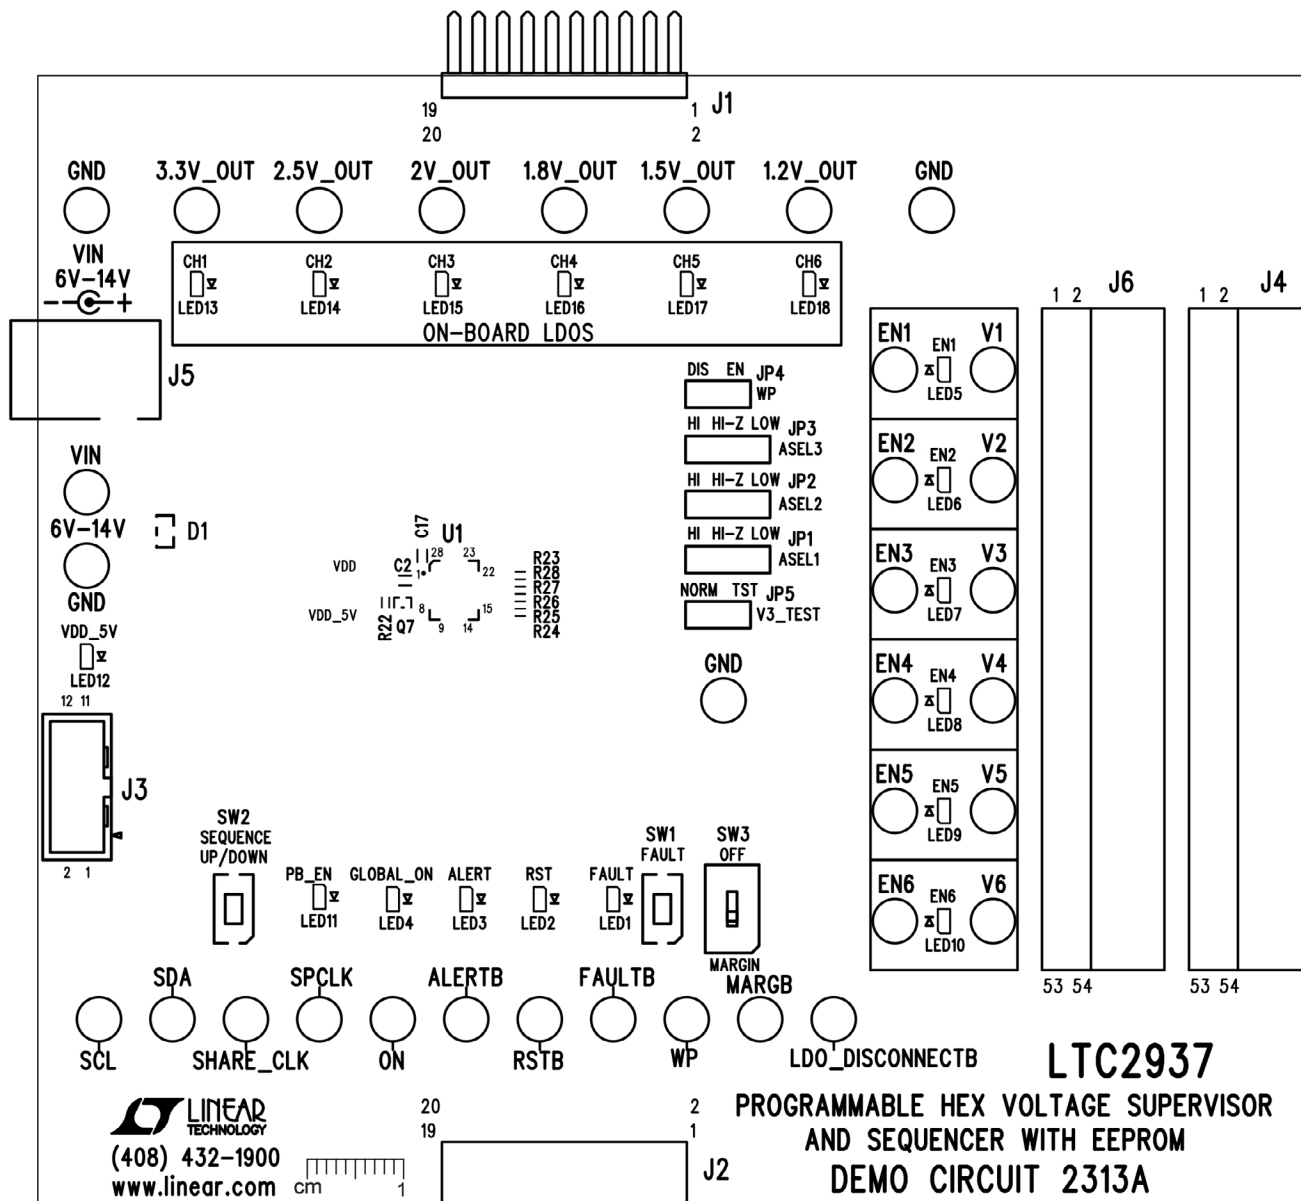 19 1 J1
20 2
GND 3.3V_OUT 2.5V_OUT 2V_OUT 1.8V_OUT 1.5V_OUT 1.2V_OUT GND
VIN
6V-14V
- +
CH1 CH2 CH3 CH4 CH5 CH6
LED13 LED14 LED15 LED16 LED17 LED18
ON-BOARD LDOS
J5
1 2 J6 1 2 J4
DIS EN JP4
WP
HI HI-Z LOW JP3
ASEL3
HI HI-Z LOW JP2
ASEL2
HI HI-Z LOW JP1
ASEL1
NORM TST JP5
V3_TEST
GND
EN1 EN1 V1
LED5
EN2 EN2 V2
LED6
EN3 EN3 V3
LED7
EN4 EN4 V4
LED8
EN5 EN5 V5
LED9
EN6 EN6 V6
LED10
53 54 53 54
VIN
6V-14V
D1
GND
VDD_5V
LED12
12 11
J3
2 1
VDD
VDD_5V
C17 U1
C2 1 28 23 22
8 9 14 15
R22 Q7
R23
R28
R27
R26
R25
R24
SW2
SEQUENCE
UP/DOWN
PB_EN GLOBAL_ON ALERT RST FAULT
LED11 LED4 LED3 LED2 LED1
SW1
FAULT
SW3
OFF
MARGIN
SDA SPCLK ALERTB FAULTB MARGB
SCL SHARE_CLK ON RSTB WP LDO_DISCONNECTB
LINEAR
TECHNOLOGY
(408) 432-1900
www.linear.com
cm 1
20 2
19 1 J2
LTC2937
PROGRAMMABLE HEX VOLTAGE SUPERVISOR
AND SEQUENCER WITH EEPROM
DEMO CIRCUIT 2313A